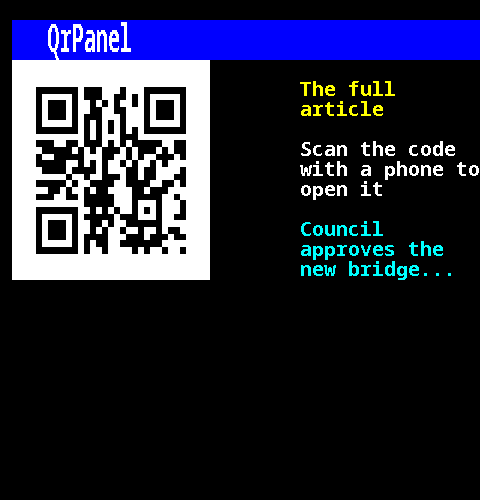 QrPanel
The full
article
Scan the code
with a phone to
open it
Council
approves the
new bridge...